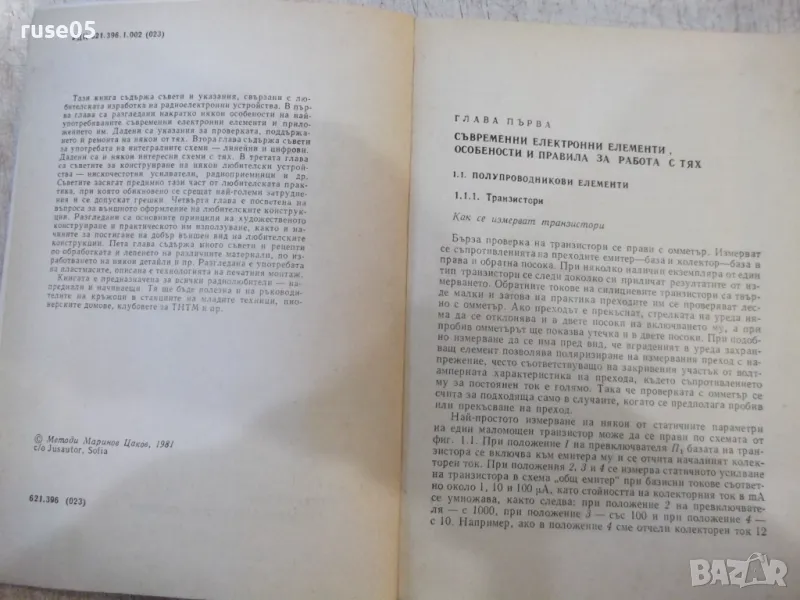 ruse05
УДК 621.396.1.002 (023)
Тази книга съдържа съвети и указания, свързани с лю-
бителската изработка на радиоелектронни устройства. В пър-
ва глава са разгледани накратко някои особености на най-
употребяваните съвременни електронни елементи и прило-
жението им. Дадени са указания за проверката, поддържането
и ремонта на някои от тях. Втора глава съдържа съвети
за употребата на интегралните схеми — линейни и цифрови.
Дадени са и някои интересни схеми с тях. В третата глава
са съветите за конструиране на някои любителски устрой-
ства — нискочестотни усилватели, радиоприемници и др.
Съветите засягат предимно тази част от любителската прак-
тика, при която обикновено се срещат най-големи затрудне-
ния и се допускат грешки. Четвърта глава е посветена на
въпроса за външното оформление на любителските конструк-
ции. Разгледани са основните принципи на художественото
конструиране и практическото им използуване, както и на-
чините за постигане на добър външен вид на любителските
конструкции. Пета глава съдържа много съвети и рецепти
по обработката и лепенето на различните материали, по из-
работването на някои детайли и пр. Разгледана е употребата
на пластмасите, описана е технологията на печатния монтаж.
Книгата е предназначена за всички радиолюбители — на-
преднали и начинаещи. Тя ще бъде полезна и на ръководи-
телите на кръжоци в станциите на младите техници, пио-
нерските домове, клубовете за ТНТМ и пр.
© Методи Маринов Цаков, 1981
c/o Jusautor, Sofia
621.396 (023)
ГЛАВА ПЪРВА
СЪВРЕМЕННИ ЕЛЕКТРОННИ ЕЛЕМЕНТИ,
ОСОБЕНОСТИ И ПРАВИЛА ЗА РАБОТА С ТЯХ
1.1. ПОЛУПРОВОДНИКОВИ ЕЛЕМЕНТИ
1.1.1. Транзистори
Как се измерват транзистори
Бърза проверка на транзистори се прави с омметър. Измерват
се съпротивленията на преходите емитер—база и колектор—база в
права и обратна посока. При няколко налични екземпляра от един
тип транзистори се следи доколко си приличат резултатите от из-
мерването. Обратните токове на силициевите транзистори са твър-
де малки и затова на практика преходите им се проверяват лес-
но с омметър. Ако преходът е прекъснат, стрелката на уреда ня-
ма да се отклонява и в двете посоки на включването му, а при
пробив омметърът ще показва утечка и в двете посоки. При подоб-
но измерване да се има пред вид, че вграденият в уреда захран-
ващ елемент позволява поляризиране на измервания преход с на-
прежение, често съответствуващо на закривения участък от волт-
амперната характеристика на прехода, където съпротивлението
му за постоянен ток е голямо. Така че проверката с омметър се
счита за подходяща само в случаите, когато се предполага пробив
или прекъсване на преход.
Най-простото измерване на някои от статичните параметри
на един маломощен транзистор може да се прави по схемата от
фиг. 1.1. При положение 1 на превключвателя П₁ базата на тран-
зистора се включва към емитера му и се отчита началният колек-
торен ток. При положения 2, 3 и 4 се измерва статичното усилване
на транзистора в схема „общ емитер“ при базисни токове съответ-
но около 1, 10 и 100 μA, като стойността на колекторния ток в mA
се умножава, както следва: при положение 2 на превключвате-
ля — с 1000, при положение 3 — със 100 и при положение 4 —
с 10. Например, ако в положение 4 сме отчели колекторен ток 12
BAZAR